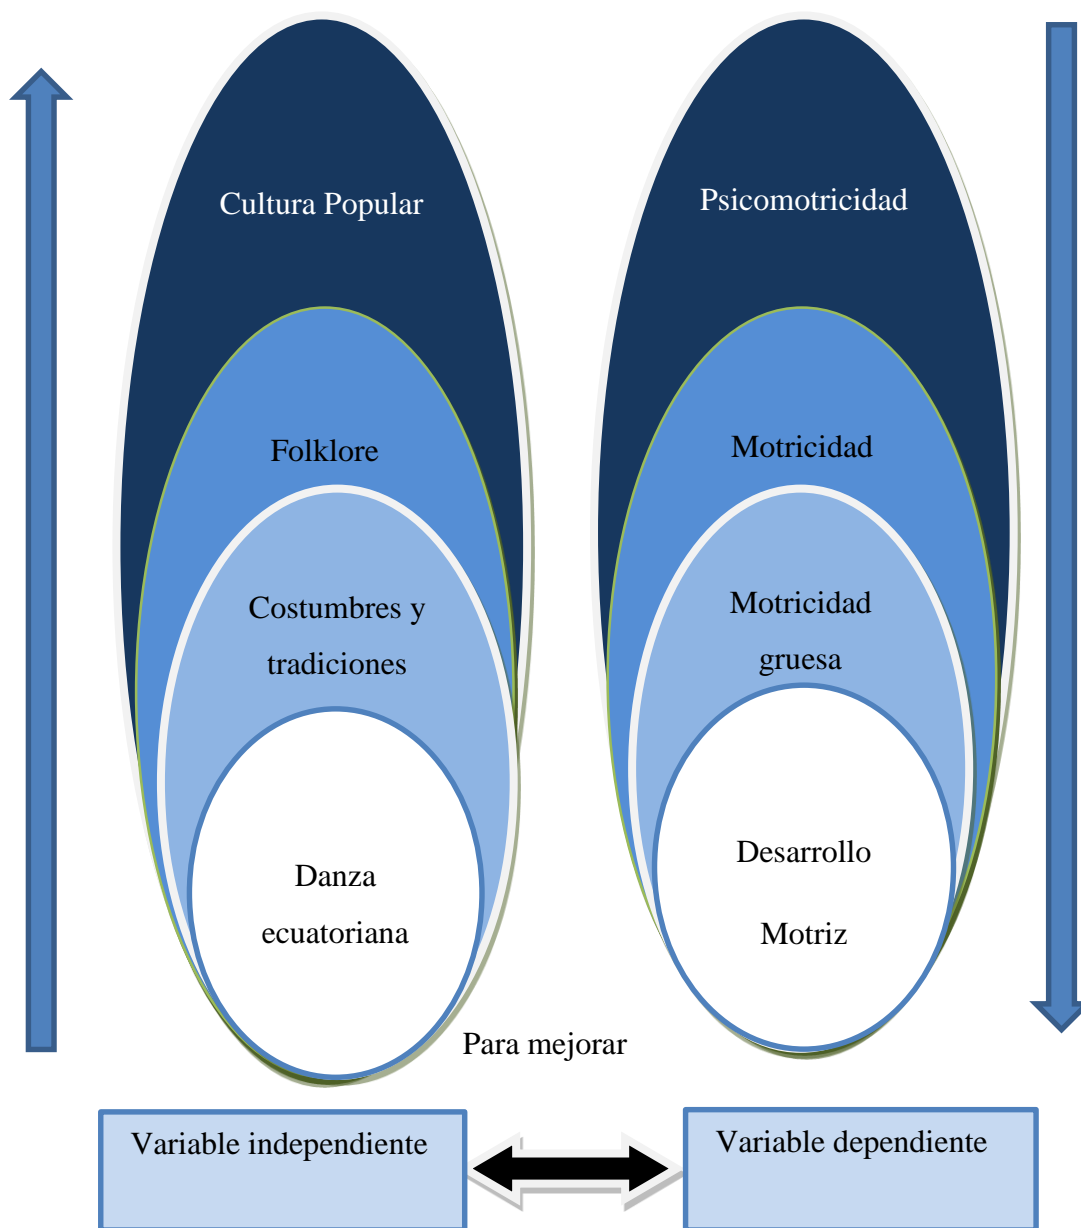 Cultura Popular
Folklore
Costumbres y
tradiciones
Danza
ecuatoriana
Psicomotricidad
Motricidad
Motricidad
gruesa
Desarrollo
Motriz
Para mejorar
Variable independiente
Variable dependiente